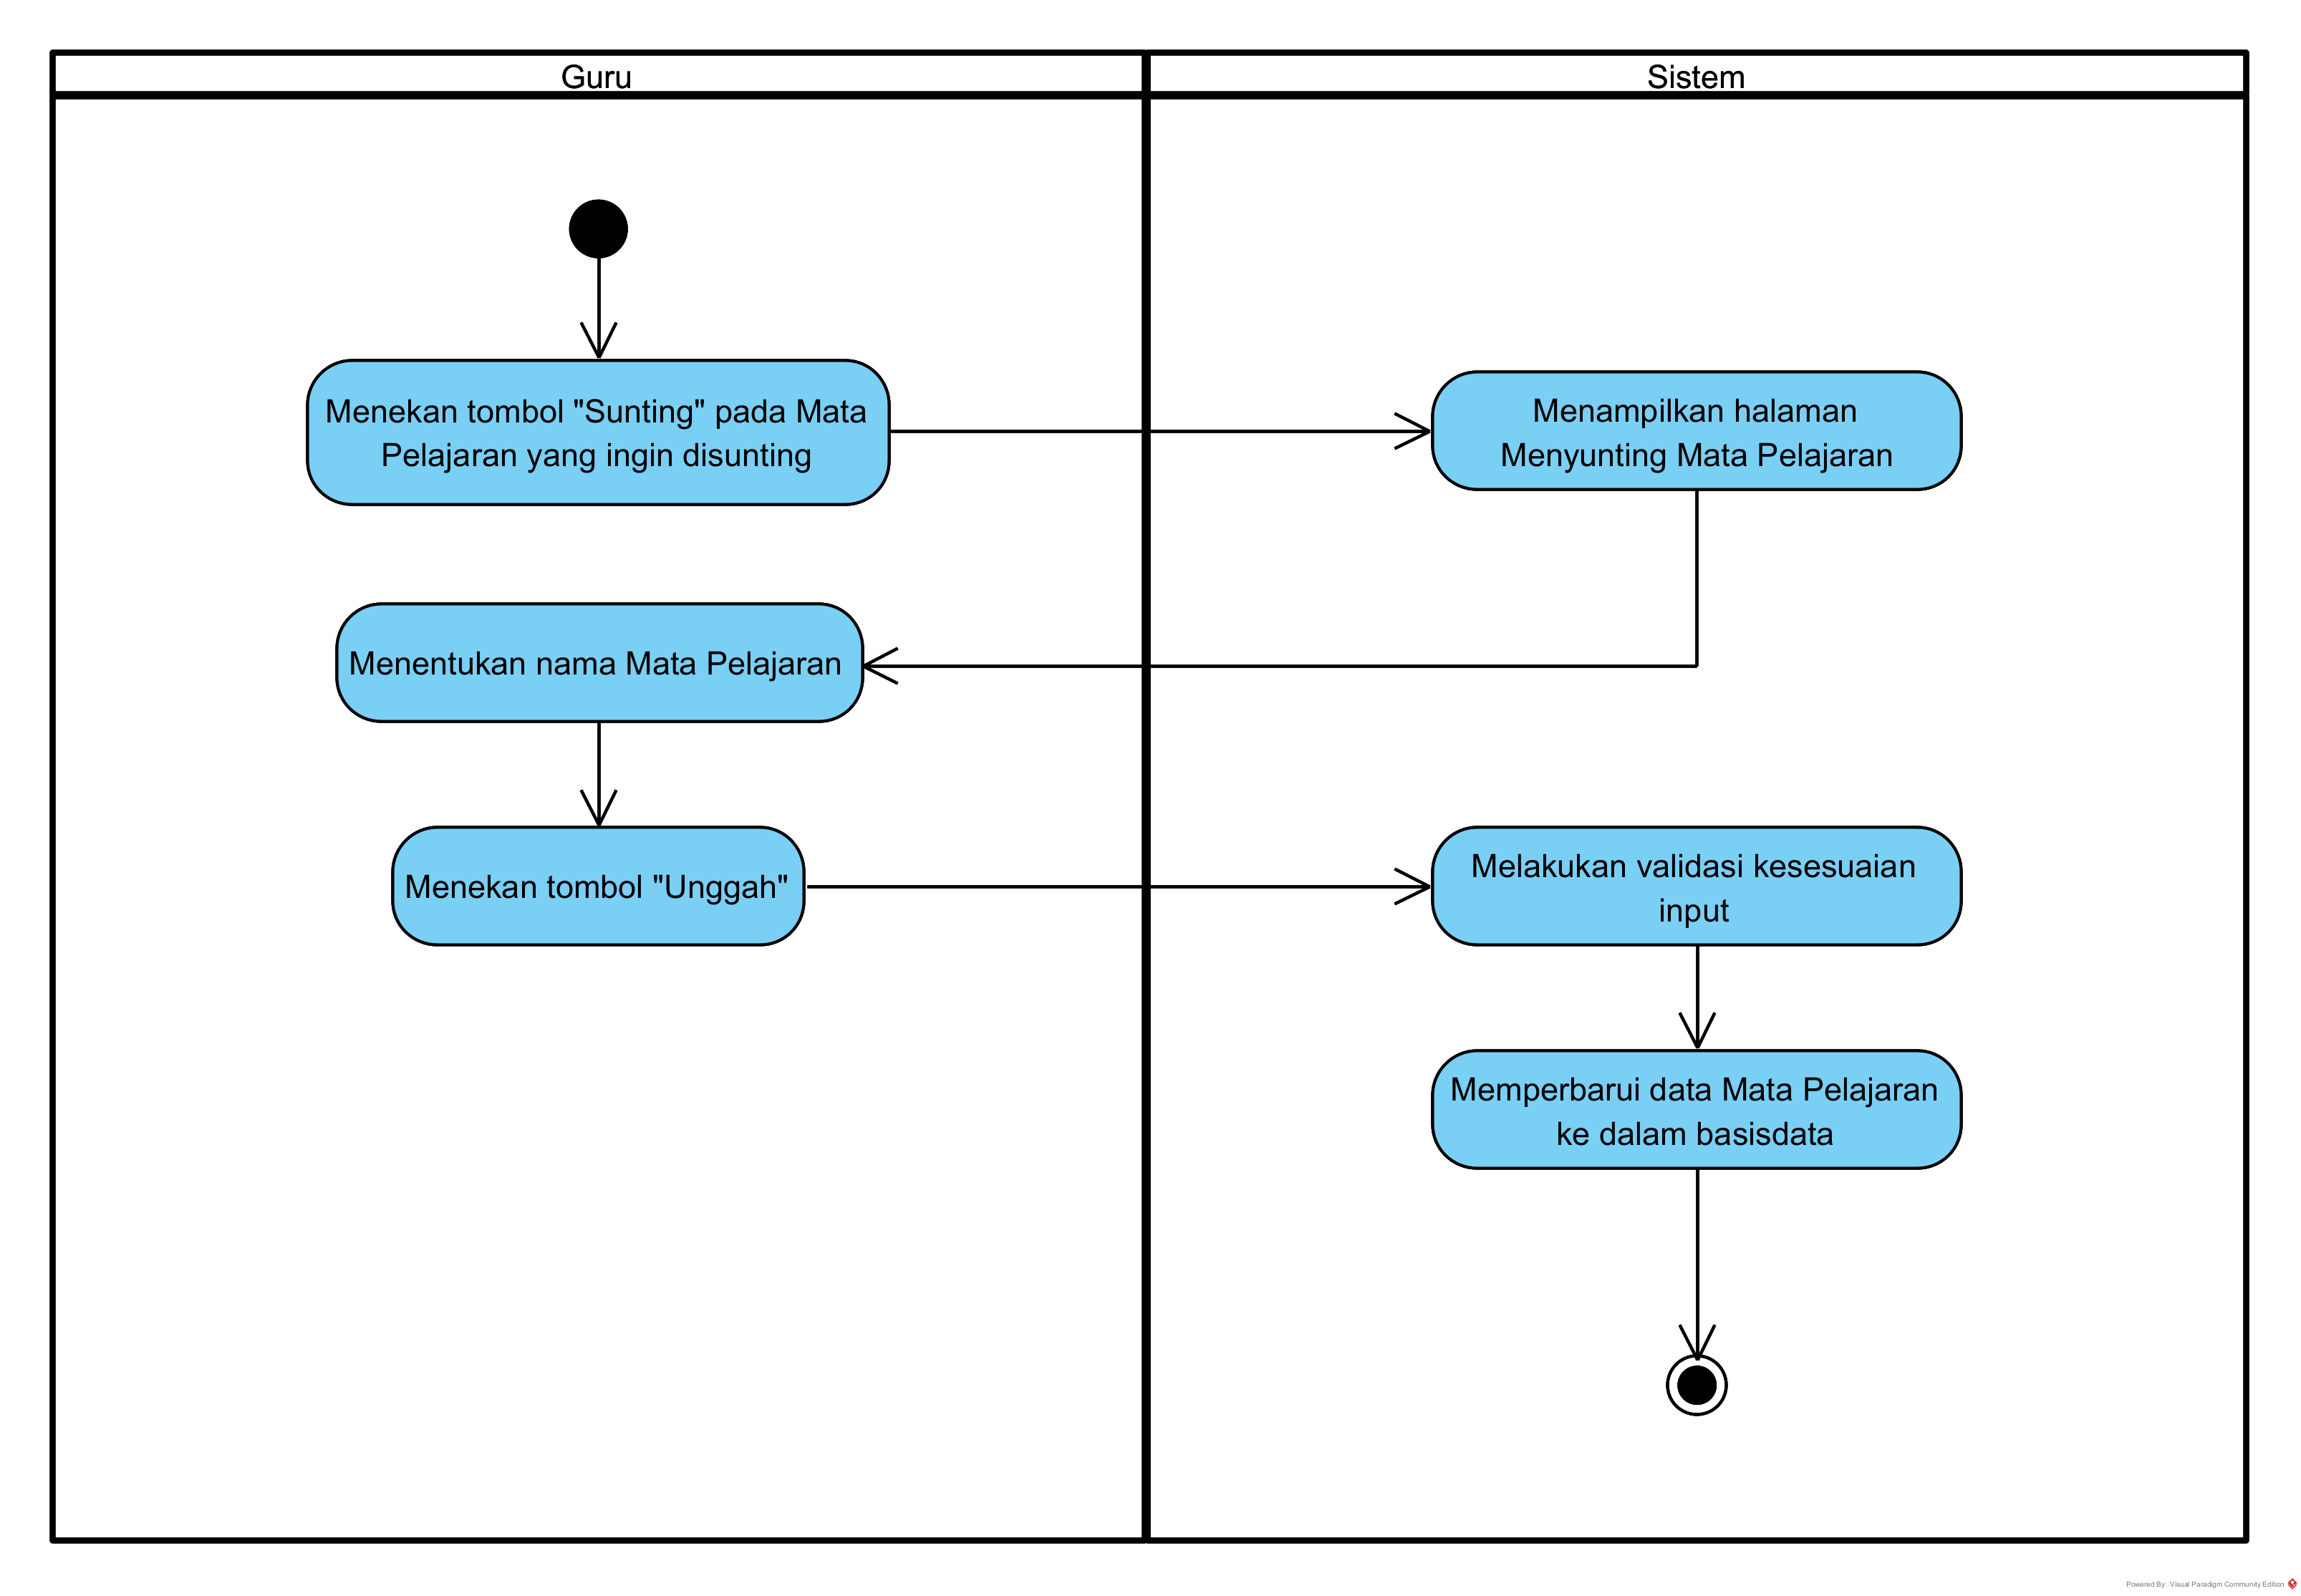 Guru
Sistem
Menekan tombol "Sunting" pada Mata
Pelajaran yang ingin disunting
Menampilkan halaman
Menyunting Mata Pelajaran
Menentukan nama Mata Pelajaran
Menekan tombol "Unggah"
Melakukan validasi kesesuaian
input
Memperbarui data Mata Pelajaran
ke dalam basisdata
Powered By: Visual Paradigm Community Edition